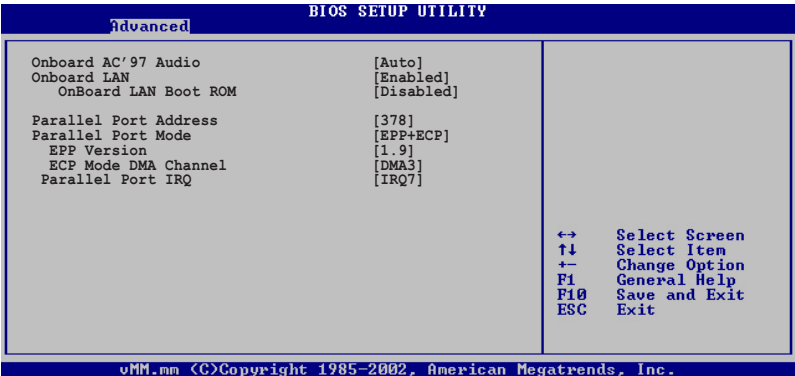 BIOS SETUP UTILITY
Advanced
Onboard AC'97 Audio [Auto]
Onboard LAN [Enabled]
OnBoard LAN Boot ROM [Disabled]
Parallel Port Address [378]
Parallel Port Mode [EPP+ECP]
EPP Version [1.9]
ECP Mode DMA Channel [DMA3]
Parallel Port IRQ [IRQ7]
←→ Select Screen
↑↓ Select Item
+- Change Option
F1 General Help
F10 Save and Exit
ESC Exit
vMM.mm (C)Copyright 1985-2002, American Megatrends, Inc.